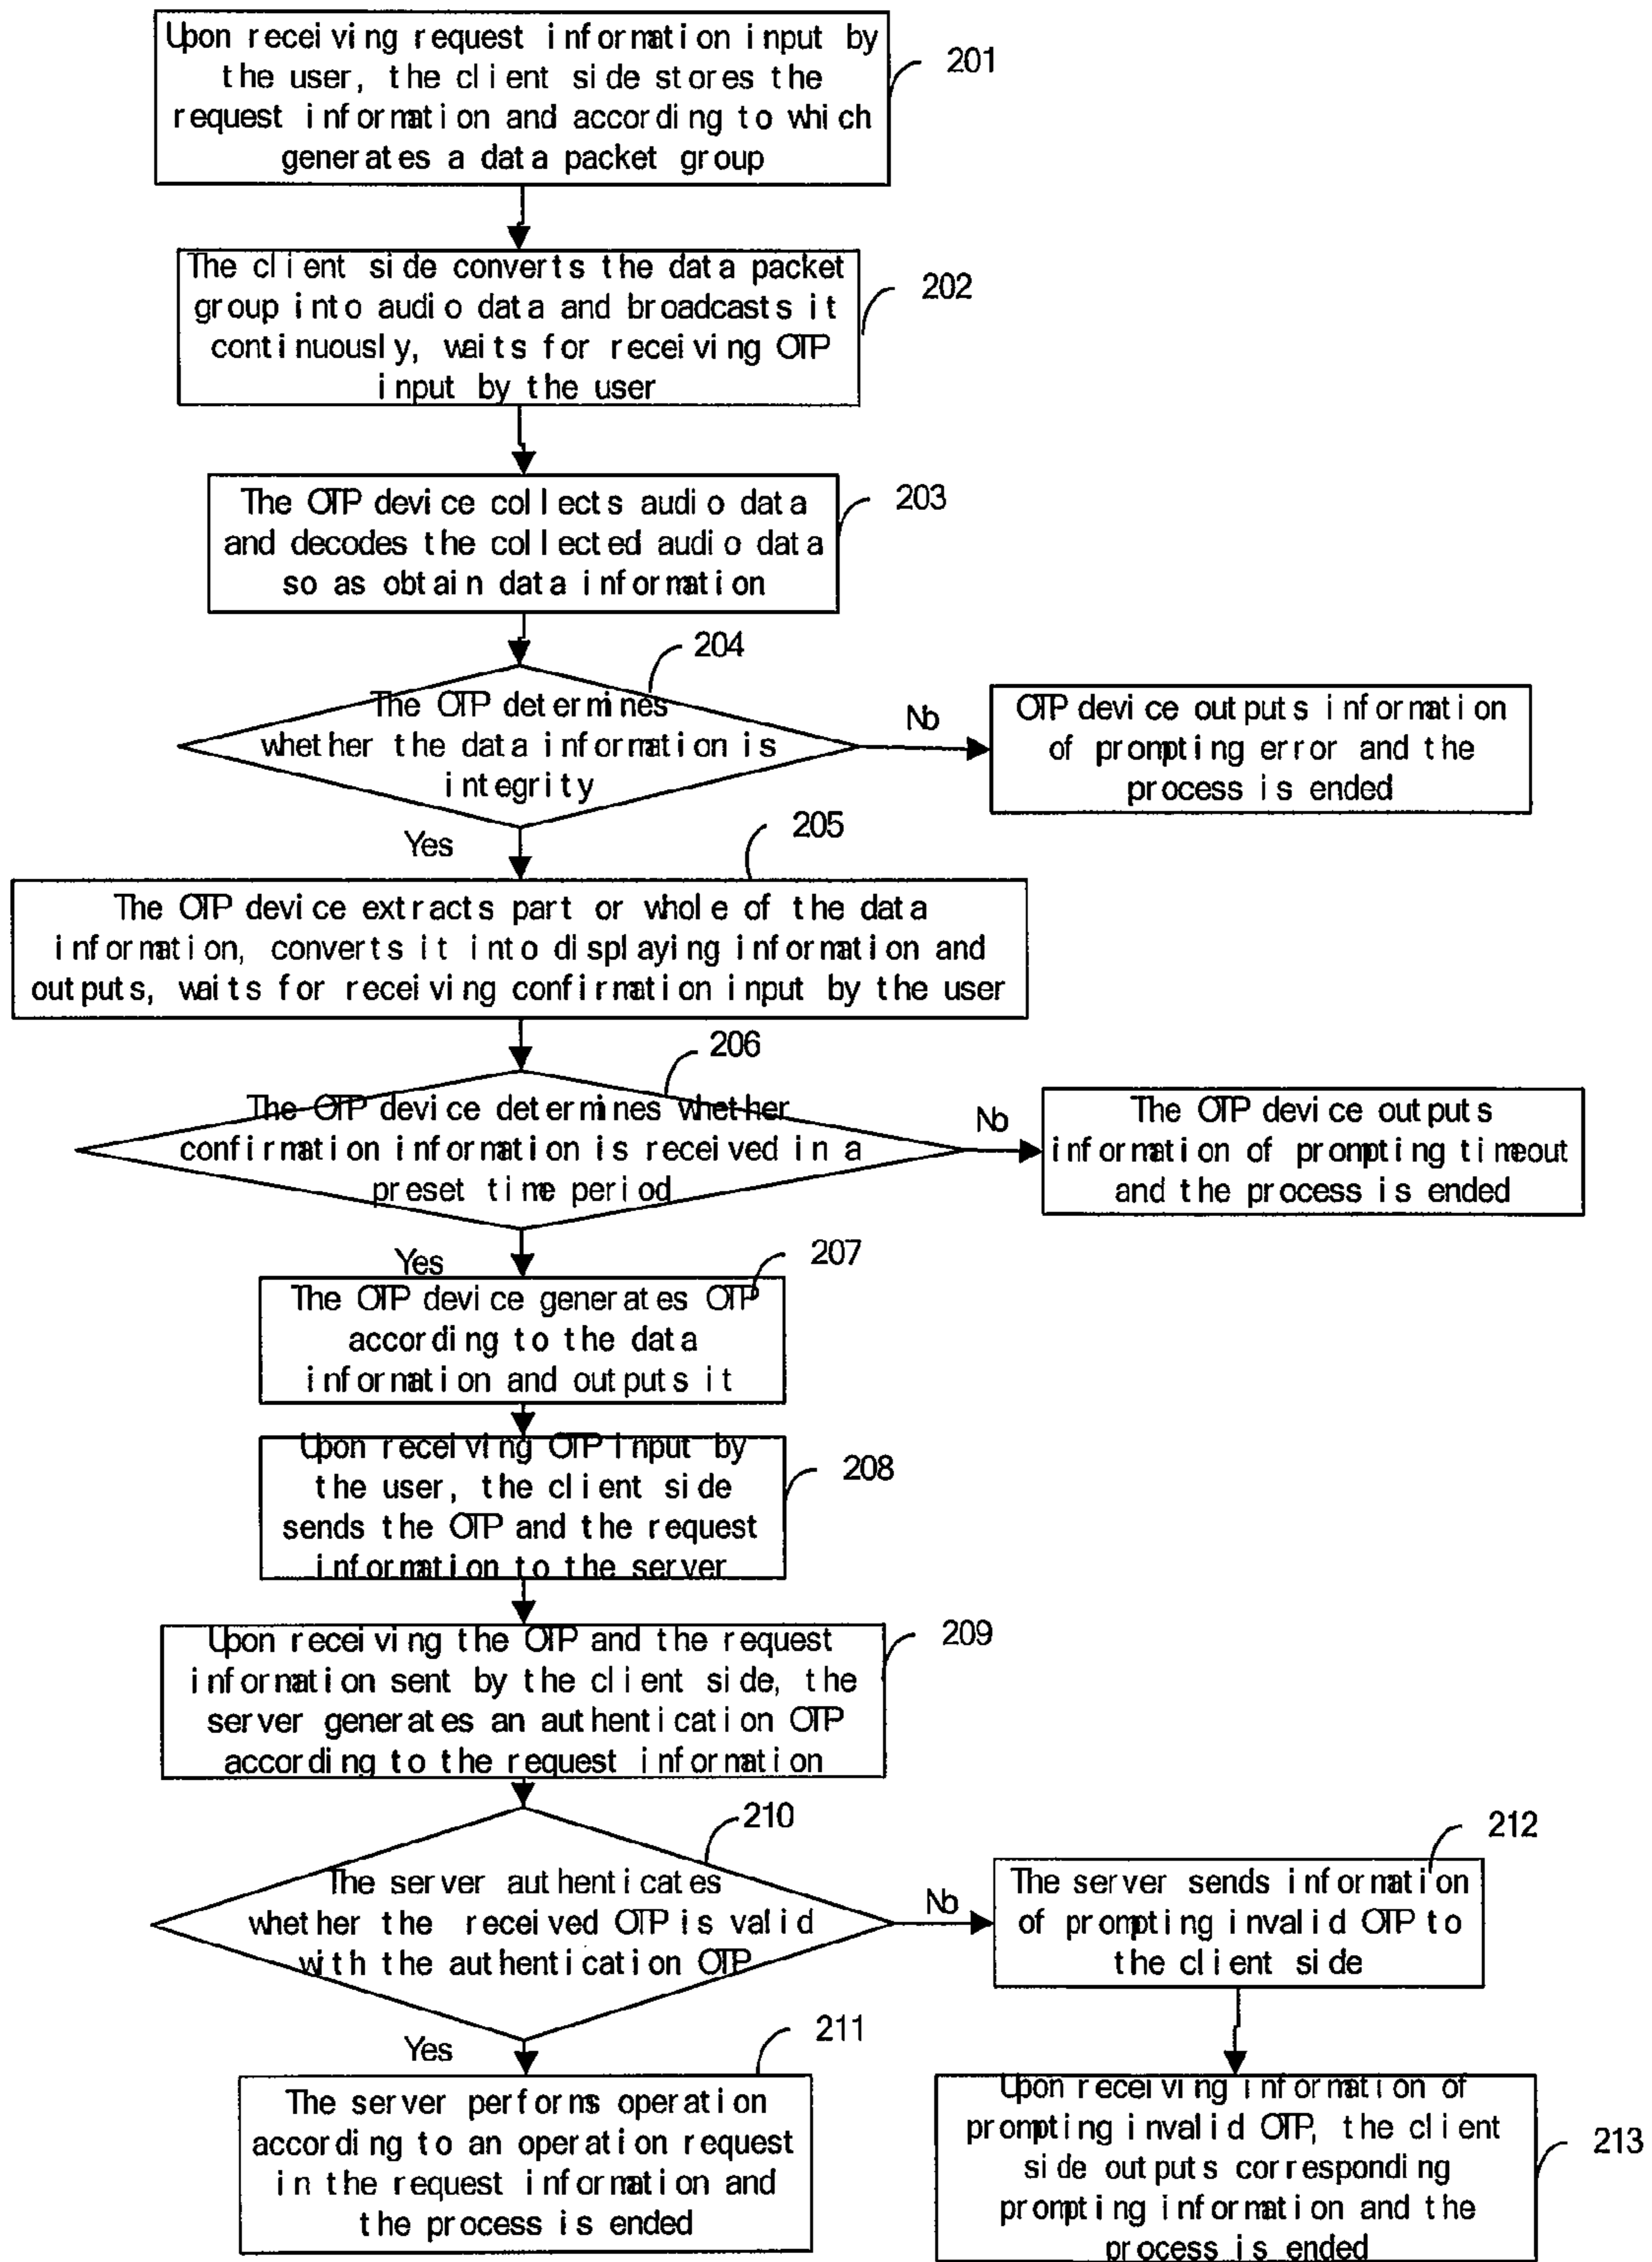 Upon receiving request information input by
the user, the client side stores the
request information and according to which
generates a data packet group
201
The client side converts the data packet
group into audio data and broadcasts it
continuously, waits for receiving OTP
input by the user
202
The OTP device collects audio data
and decodes the collected audio data
so as obtain data information
203
204
The OTP determines
whether the data information is
integrity
No
OTP device outputs information
of prompting error and the
process is ended
Yes
205
The OTP device extracts part or whole of the data
information, converts it into displaying information and
outputs, waits for receiving confirmation input by the user
206
The OTP device determines whether
confirmation information is received in a
preset time period
No
The OTP device outputs
information of prompting timeout
and the process is ended
Yes
207
The OTP device generates OTP
according to the data
information and outputs it
Upon receiving OTP input by
the user, the client side
sends the OTP and the request
information to the server
208
Upon receiving the OTP and the request
information sent by the client side, the
server generates an authentication OTP
according to the request information
209
210
The server authenticates
whether the received OTP is valid
with the authentication OTP
No
212
The server sends information
of prompting invalid OTP to
the client side
Yes
211
The server performs operation
according to an operation request
in the request information and
the process is ended
Upon receiving information of
prompting invalid OTP, the client
side outputs corresponding
prompting information and the
process is ended
213